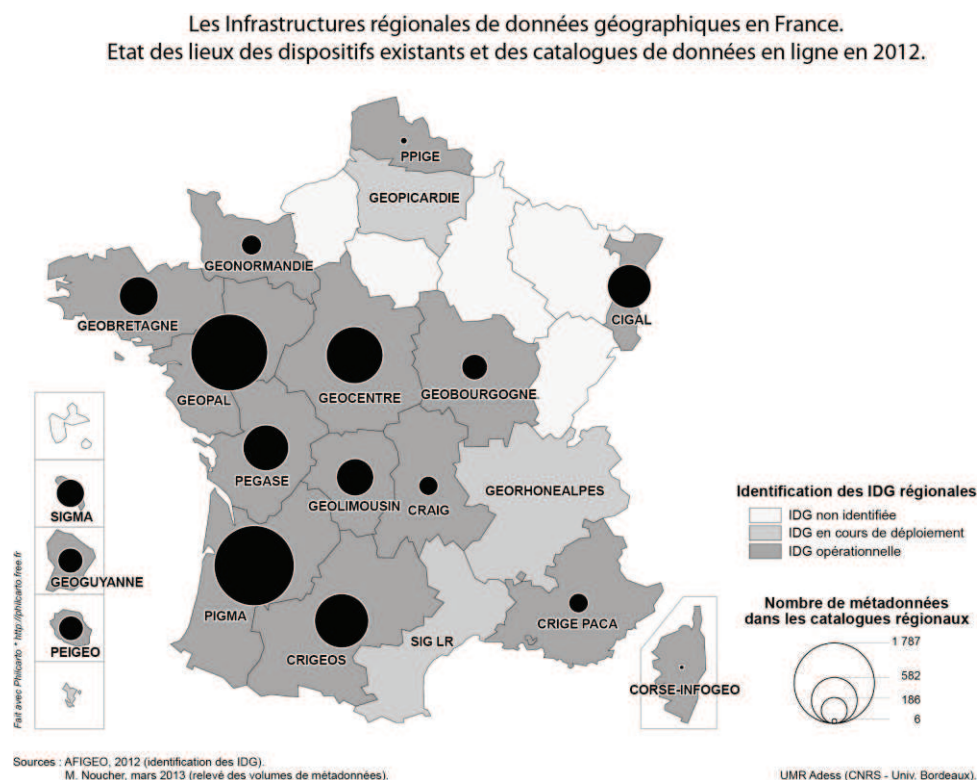 Les Infrastructures régionales de données géographiques en France.
Etat des lieux des dispositifs existants et des catalogues de données en ligne en 2012.
PPIGE
GEOPICARDIE
GEONORMANDIE
GEOBRETAGNE
CIGAL
GEOPAL
GEOCENTRE
GEOBOURGOGNE
PEGASE
GEOLIMOUSIN
CRAIG
GEORHONEALPES
SIGMA
GEOGUYANNE
PEIGEO
PIGMA
CRIGEOS
SIG LR
CRIGE PACA
CORSE-INFOGEO
Fait avec Philcarto * http://philcarto.free.fr
Identification des IDG régionales
IDG non identifiée
IDG en cours de déploiement
IDG opérationnelle
Nombre de métadonnées
dans les catalogues régionaux
1 787
582
186
6
Sources : AFIGEO, 2012 (identification des IDG).
M. Noucher, mars 2013 (relevé des volumes de métadonnées).
UMR Adess (CNRS - Univ. Bordeaux)